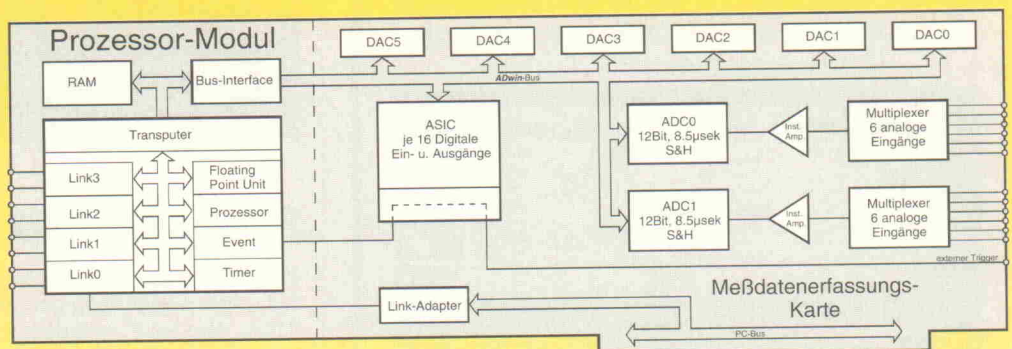 Prozessor-Modul
DAC5
DAC4
DAC3
DAC2
DAC1
DAC0
RAM
Bus-Interface
ADwin-Bus
Transputer
ASIC
je 16 Digitale
Ein- u. Ausgänge
ADC0
12Bit, 8.5µsek
S&H
Inst.
Amp.
Multiplexer
6 analoge
Eingänge
Link3
Floating
Point Unit
Link2
Prozessor
Link1
Event
Link0
Timer
ADC1
12Bit, 8.5µsek
S&H
Inst.
Amp.
Multiplexer
6 analoge
Eingänge
externer Trigger
Link-Adapter
Meßdatenerfassungs-
Karte
PC-Bus